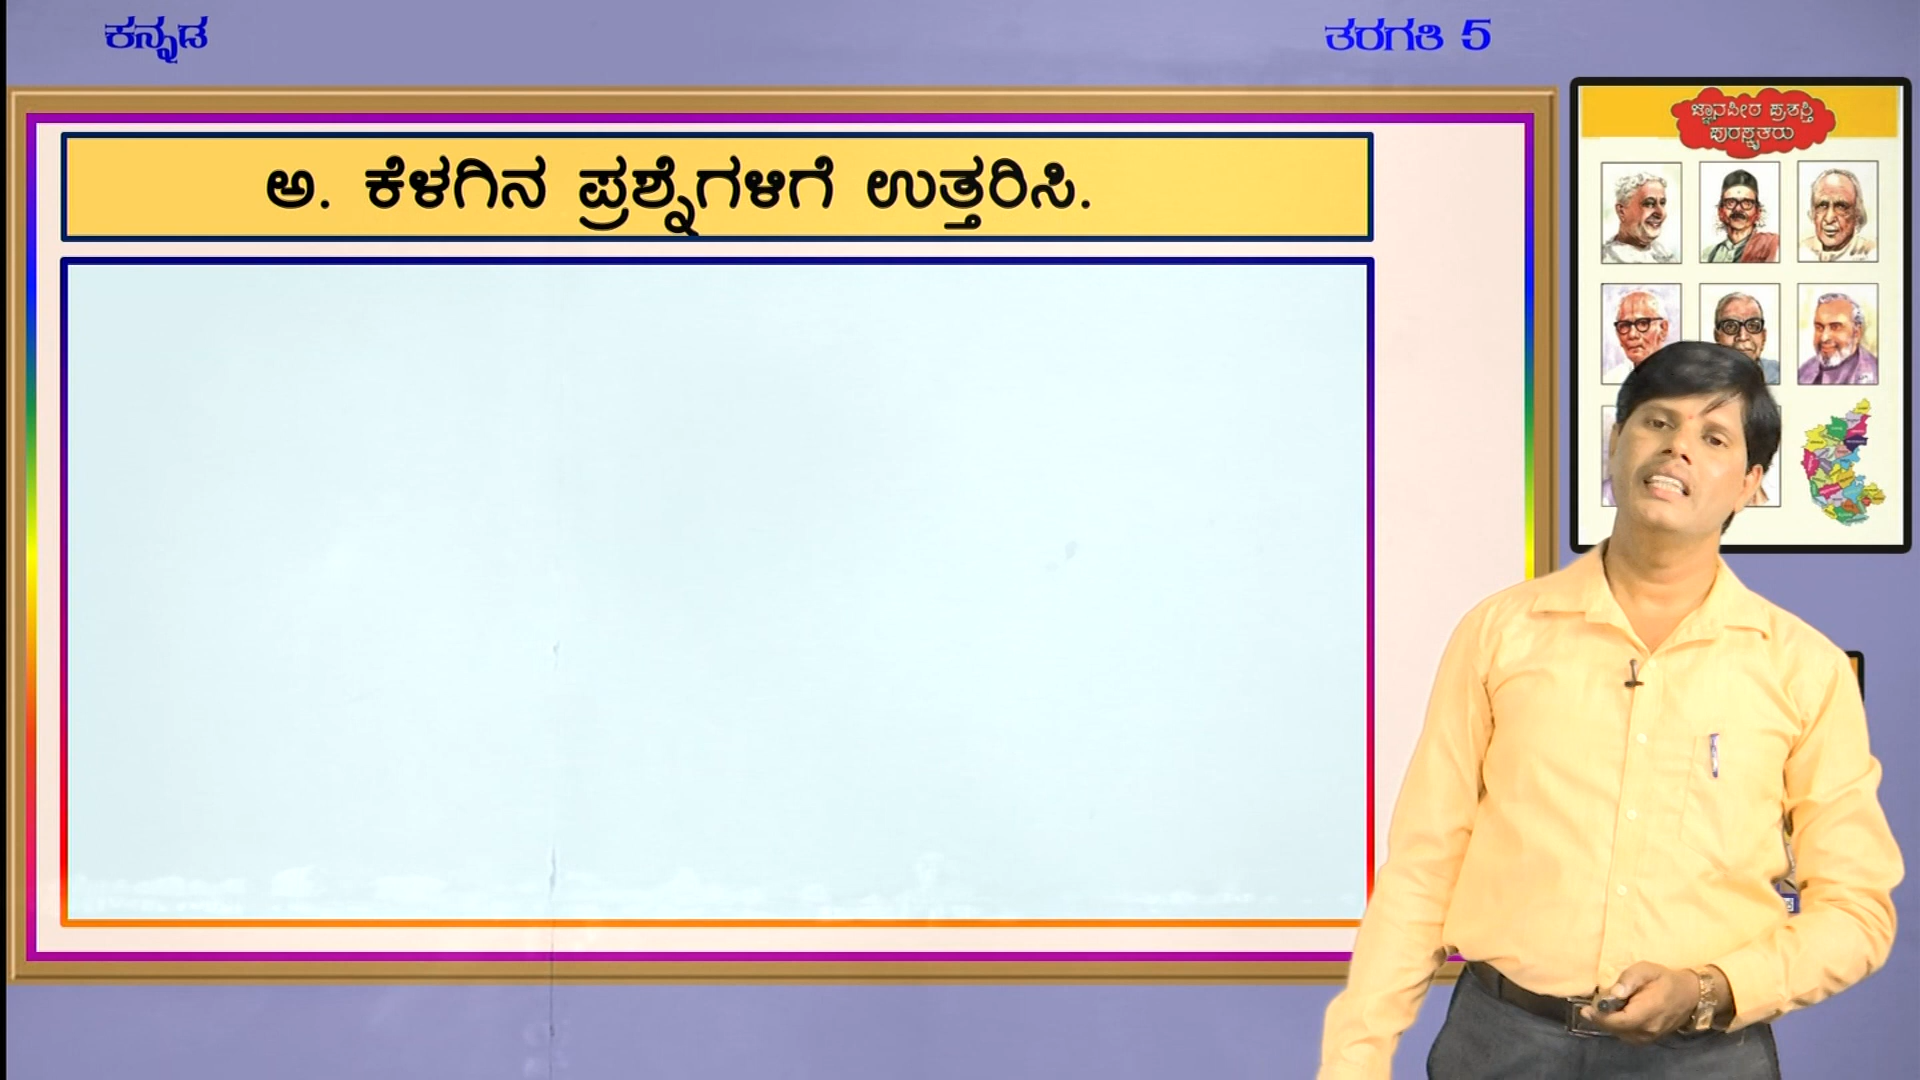 ಕನ್ನಡ
ತರಗತಿ 5
ಜ್ಞಾನಪೀಠ ಪ್ರಶಸ್ತಿ
ಪುರಸ್ಕೃತರು
ಅ. ಕೆಳಗಿನ ಪ್ರಶ್ನೆಗಳಿಗೆ ಉತ್ತರಿಸಿ.